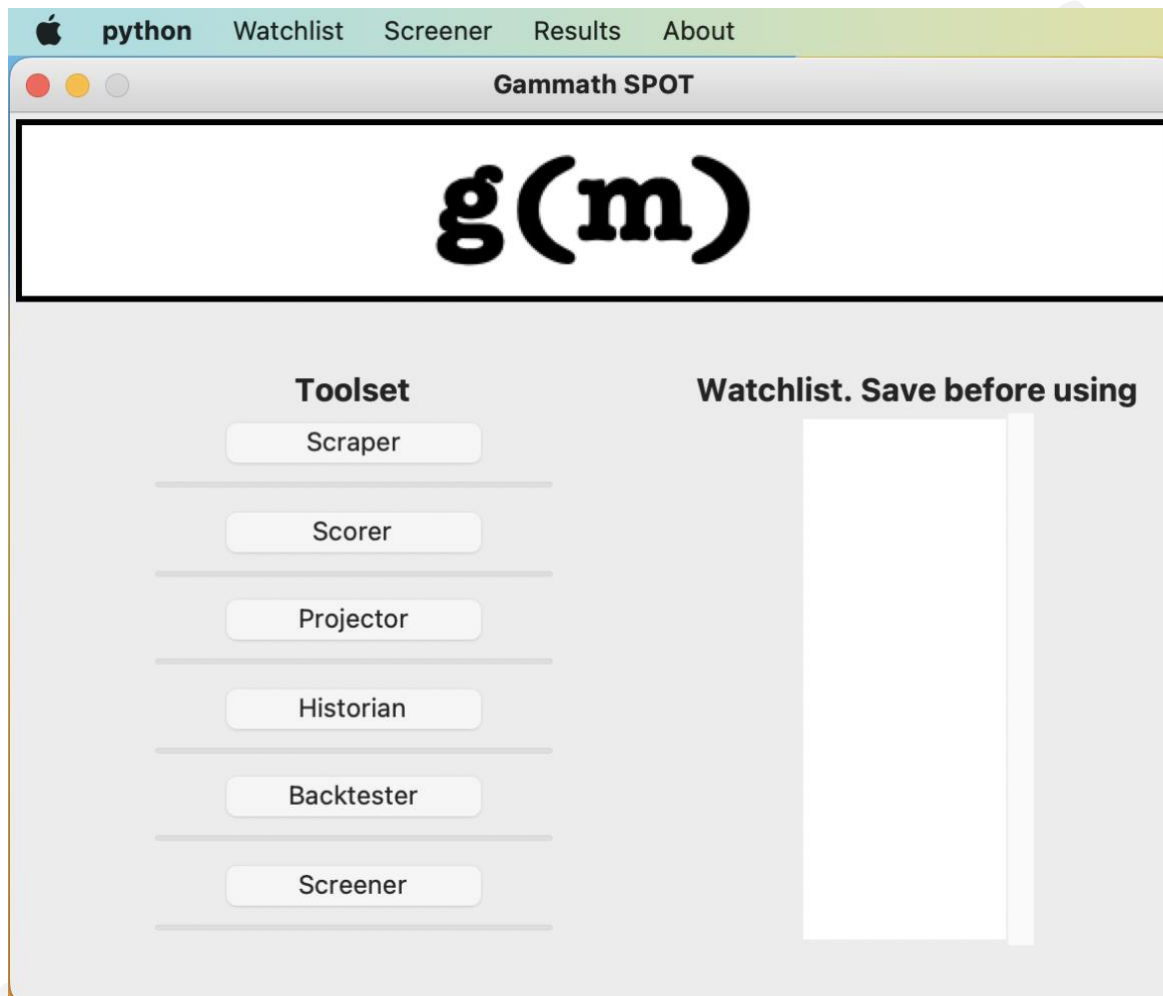 python Watchlist Screener Results About
Gammath SPOT
g(m)
Toolset
Scraper
Scorer
Projector
Historian
Backtester
Screener
Watchlist. Save before using